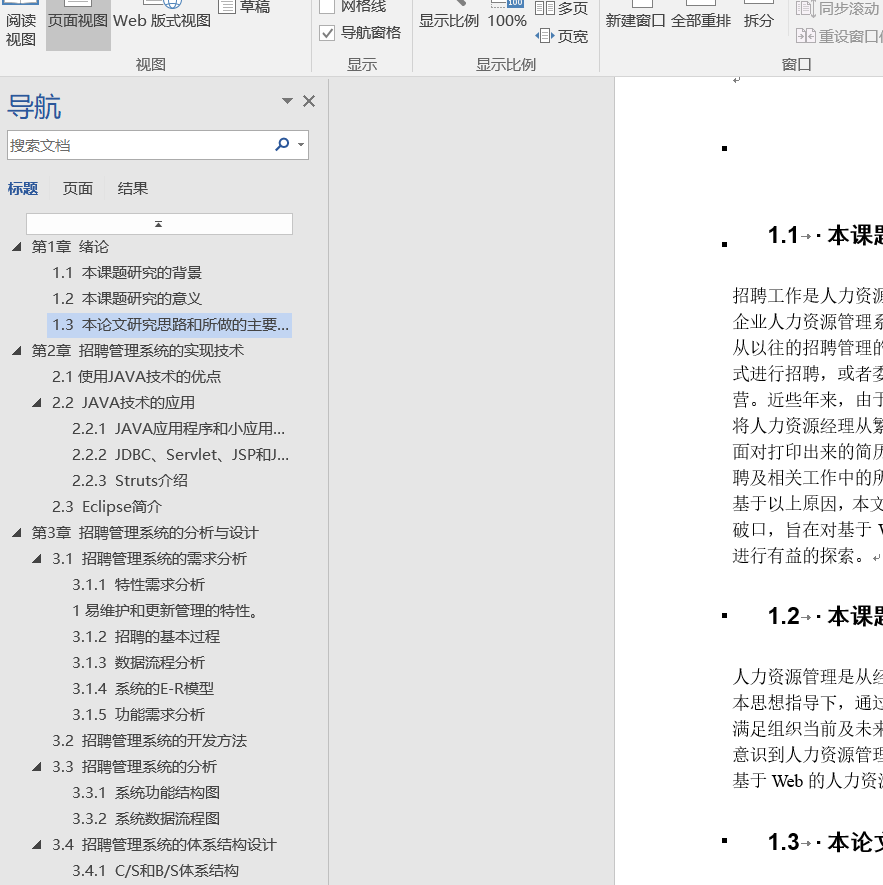 阅读 页面视图 Web 版式视图 草稿
视图
视图
网格线
导航窗格
显示
显示比例 100% 多页
页宽
显示比例
新建窗口 全部重排 拆分
同步滚动
重设窗口
窗口
导航
搜索文档
标题 页面 结果
第1章 绪论
1.1 本课题研究的背景
1.2 本课题研究的意义
1.3 本论文研究思路和所做的主要...
第2章 招聘管理系统的实现技术
2.1 使用JAVA技术的优点
2.2 JAVA技术的应用
2.2.1 JAVA应用程序和小应用...
2.2.2 JDBC、Servlet、JSP和J...
2.2.3 Struts介绍
2.3 Eclipse简介
第3章 招聘管理系统的分析与设计
3.1 招聘管理系统的需求分析
3.1.1 特性需求分析
1 易维护和更新管理的特性。
3.1.2 招聘的基本过程
3.1.3 数据流程分析
3.1.4 系统的E-R模型
3.1.5 功能需求分析
3.2 招聘管理系统的开发方法
3.3 招聘管理系统的分析
3.3.1 系统功能结构图
3.3.2 系统数据流程图
3.4 招聘管理系统的体系结构设计
3.4.1 C/S和B/S体系结构
1.1 本课题
招聘工作是人力资源
企业人力资源管理系
从以往的招聘管理的
式进行招聘，或者委
营。近些年来，由于
将人力资源经理从繁
面对打印出来的简历
聘及相关工作中的所
基于以上原因，本文
破口，旨在对基于 W
进行有益的探索。
1.2 本课题
人力资源管理是从经
本思想指导下，通过
满足组织当前及未来
意识到人力资源管理
基于 Web 的人力资源
1.3 本论文